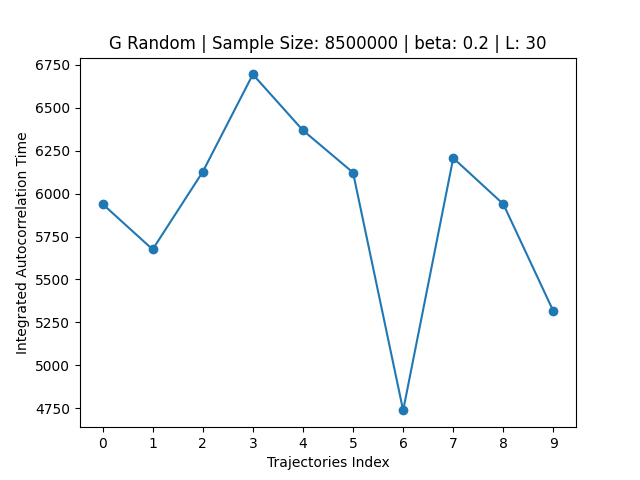 G Random | Sample Size: 8500000 | beta: 0.2 | L: 30
Integrated Autocorrelation Time
6750
6500
6250
6000
5750
5500
5250
5000
4750
0 1 2 3 4 5 6 7 8 9
Trajectories Index